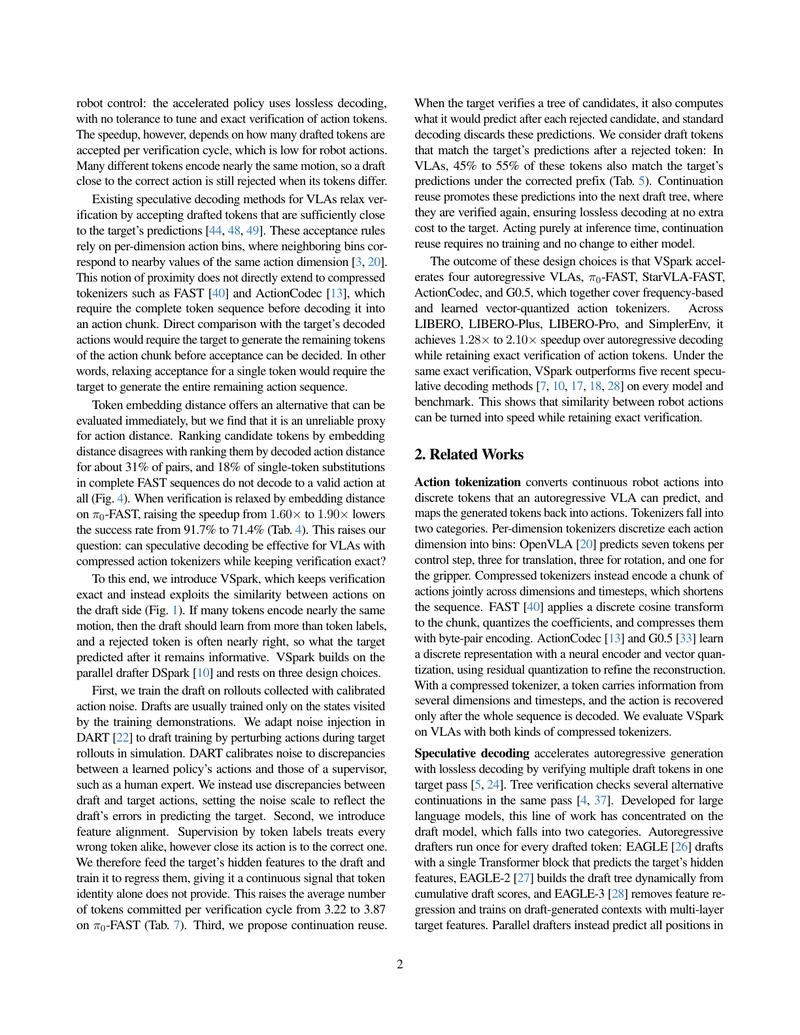 robot control: the accelerated policy uses lossless decoding,
with no tolerance to tune and exact verification of action tokens.
The speedup, however, depends on how many drafted tokens are
accepted per verification cycle, which is low for robot actions.
Many different tokens encode nearly the same motion, so a draft
close to the correct action is still rejected when its tokens differ.
Existing speculative decoding methods for VLAs relax ver-
ification by accepting drafted tokens that are sufficiently close
to the target's predictions [44, 48, 49]. These acceptance rules
rely on per-dimension action bins, where neighboring bins cor-
respond to nearby values of the same action dimension [3, 20].
This notion of proximity does not directly extend to compressed
tokenizers such as FAST [40] and ActionCodec [13], which
require the complete token sequence before decoding it into
an action chunk. Direct comparison with the target's decoded
actions would require the target to generate the remaining tokens
of the action chunk before acceptance can be decided. In other
words, relaxing acceptance for a single token would require the
target to generate the entire remaining action sequence.
Token embedding distance offers an alternative that can be
evaluated immediately, but we find that it is an unreliable proxy
for action distance. Ranking candidate tokens by embedding
distance disagrees with ranking them by decoded action distance
for about 31% of pairs, and 18% of single-token substitutions
in complete FAST sequences do not decode to a valid action at
all (Fig. 4). When verification is relaxed by embedding distance
on π₀-FAST, raising the speedup from 1.60× to 1.90× lowers
the success rate from 91.7% to 71.4% (Tab. 4). This raises our
question: can speculative decoding be effective for VLAs with
compressed action tokenizers while keeping verification exact?
To this end, we introduce VSpark, which keeps verification
exact and instead exploits the similarity between actions on
the draft side (Fig. 1). If many tokens encode nearly the same
motion, then the draft should learn from more than token labels,
and a rejected token is often nearly right, so what the target
predicted after it remains informative. VSpark builds on the
parallel drafter DSpark [10] and rests on three design choices.
First, we train the draft on rollouts collected with calibrated
action noise. Drafts are usually trained only on the states visited
by the training demonstrations. We adapt noise injection in
DART [22] to draft training by perturbing actions during target
rollouts in simulation. DART calibrates noise to discrepancies
between a learned policy's actions and those of a supervisor,
such as a human expert. We instead use discrepancies between
draft and target actions, setting the noise scale to reflect the
draft's errors in predicting the target. Second, we introduce
feature alignment. Supervision by token labels treats every
wrong token alike, however close its action is to the correct one.
We therefore feed the target's hidden features to the draft and
train it to regress them, giving it a continuous signal that token
identity alone does not provide. This raises the average number
of tokens committed per verification cycle from 3.22 to 3.87
on π₀-FAST (Tab. 7). Third, we propose continuation reuse.
When the target verifies a tree of candidates, it also computes
what it would predict after each rejected candidate, and standard
decoding discards these predictions. We consider draft tokens
that match the target's predictions after a rejected token: In
VLAs, 45% to 55% of these tokens also match the target's
predictions under the corrected prefix (Tab. 5). Continuation
reuse promotes these predictions into the next draft tree, where
they are verified again, ensuring lossless decoding at no extra
cost to the target. Acting purely at inference time, continuation
reuse requires no training and no change to either model.
The outcome of these design choices is that VSpark accel-
erates four autoregressive VLAs, π₀-FAST, StarVLA-FAST,
ActionCodec, and G0.5, which together cover frequency-based
and learned vector-quantized action tokenizers. Across
LIBERO, LIBERO-Plus, LIBERO-Pro, and SimplerEnv, it
achieves 1.28× to 2.10× speedup over autoregressive decoding
while retaining exact verification of action tokens. Under the
same exact verification, VSpark outperforms five recent specu-
lative decoding methods [7, 10, 17, 18, 28] on every model and
benchmark. This shows that similarity between robot actions
can be turned into speed while retaining exact verification.
2. Related Works
Action tokenization converts continuous robot actions into
discrete tokens that an autoregressive VLA can predict, and
maps the generated tokens back into actions. Tokenizers fall into
two categories. Per-dimension tokenizers discretize each action
dimension into bins: OpenVLA [20] predicts seven tokens per
control step, three for translation, three for rotation, and one for
the gripper. Compressed tokenizers instead encode a chunk of
actions jointly across dimensions and timesteps, which shortens
the sequence. FAST [40] applies a discrete cosine transform
to the chunk, quantizes the coefficients, and compresses them
with byte-pair encoding. ActionCodec [13] and G0.5 [33] learn
a discrete representation with a neural encoder and vector quan-
tization, using residual quantization to refine the reconstruction.
With a compressed tokenizer, a token carries information from
several dimensions and timesteps, and the action is recovered
only after the whole sequence is decoded. We evaluate VSpark
on VLAs with both kinds of compressed tokenizers.
Speculative decoding accelerates autoregressive generation
with lossless decoding by verifying multiple draft tokens in one
target pass [5, 24]. Tree verification checks several alternative
continuations in the same pass [4, 37]. Developed for large
language models, this line of work has concentrated on the
draft model, which falls into two categories. Autoregressive
drafters run once for every drafted token: EAGLE [26] drafts
with a single Transformer block that predicts the target's hidden
features, EAGLE-2 [27] builds the draft tree dynamically from
cumulative draft scores, and EAGLE-3 [28] removes feature re-
gression and trains on draft-generated contexts with multi-layer
target features. Parallel drafters instead predict all positions in
2